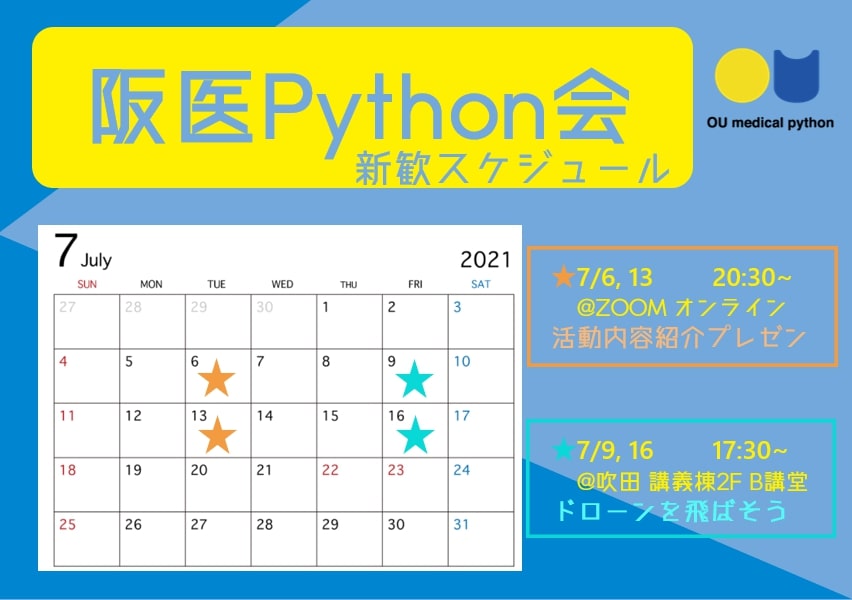 阪医Python会
新歓スケジュール
OU medical python
7 July 2021
SUN MON TUE WED THU FRI SAT
27 28 29 30 1 2 3
4 5 6 7 8 9 10
11 12 13 14 15 16 17
18 19 20 21 22 23 24
25 26 27 28 29 30 31
★7/6, 13 20:30~
@ZOOM オンライン
活動内容紹介プレゼン
★7/9, 16 17:30~
@吹田 講義棟2F B講堂
ドローンを飛ばそう